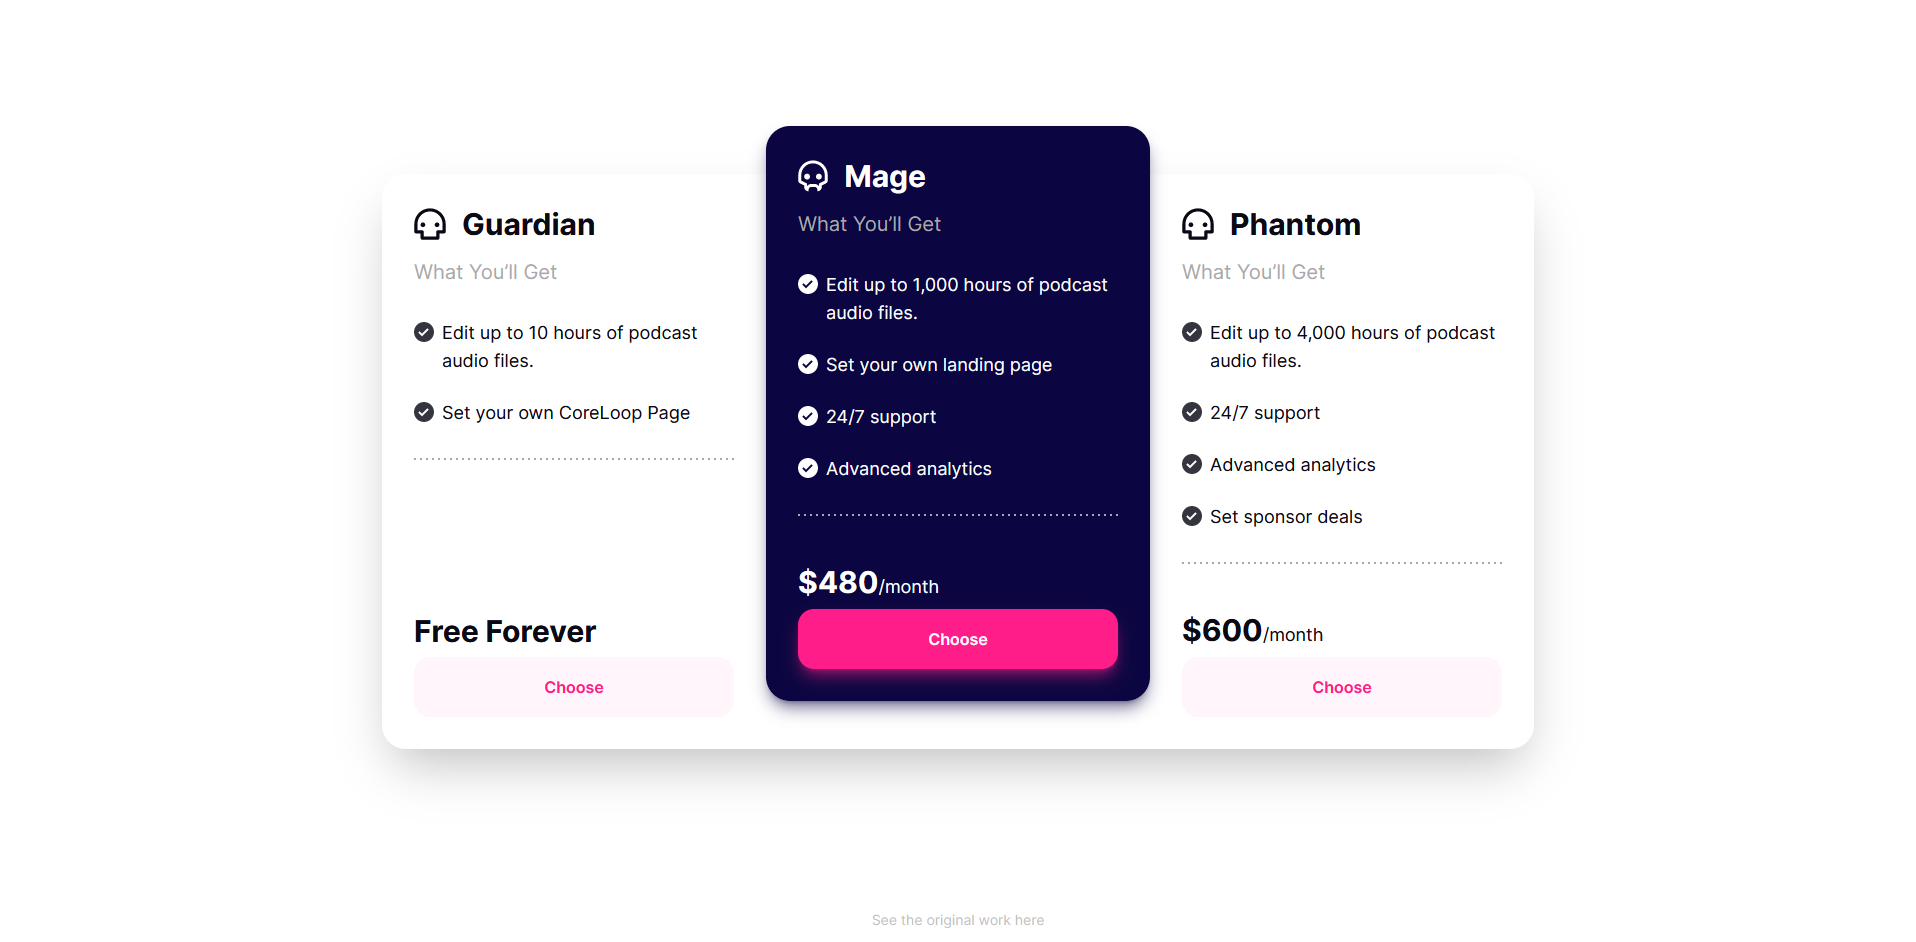 Guardian
What You’ll Get
Edit up to 10 hours of podcast
audio files.
Set your own CoreLoop Page
Free Forever
Choose
Mage
What You’ll Get
Edit up to 1,000 hours of podcast
audio files.
Set your own landing page
24/7 support
Advanced analytics
$480/month
Choose
Phantom
What You’ll Get
Edit up to 4,000 hours of podcast
audio files.
24/7 support
Advanced analytics
Set sponsor deals
$600/month
Choose
See the original work here